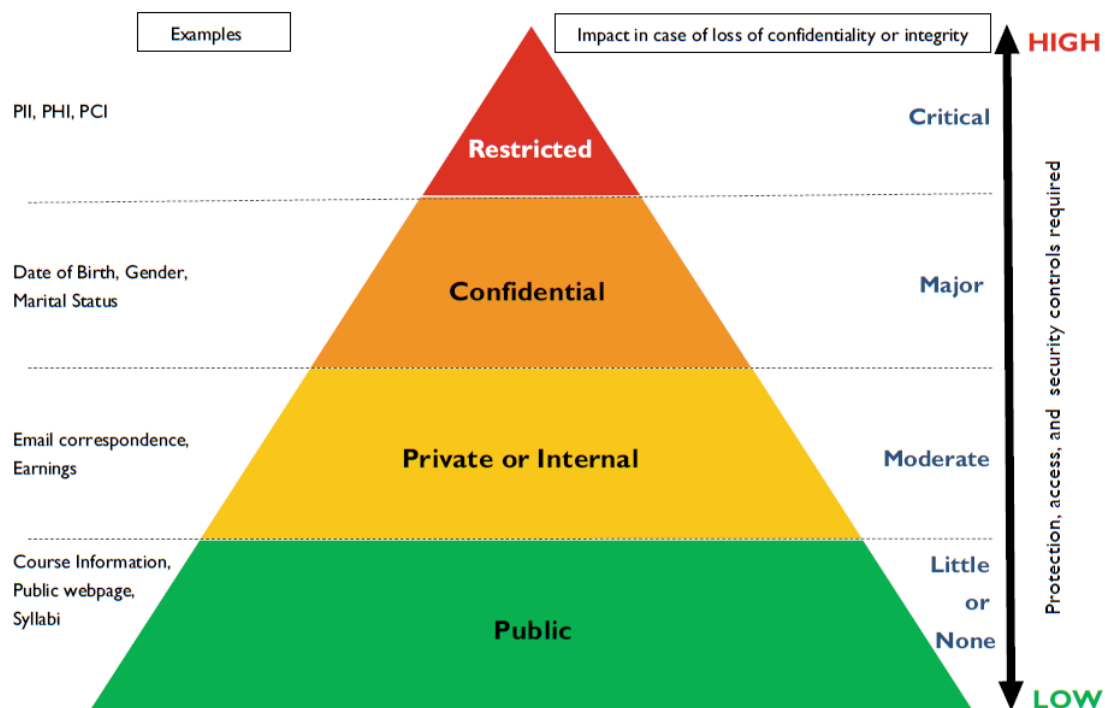 Examples
Impact in case of loss of confidentiality or integrity
HIGH
PII, PHI, PCI
Restricted
Critical
Date of Birth, Gender,
Marital Status
Confidential
Major
Email correspondence,
Earnings
Private or Internal
Moderate
Course Information,
Public webpage,
Syllabi
Public
Little
or
None
Protection, access, and security controls required
LOW